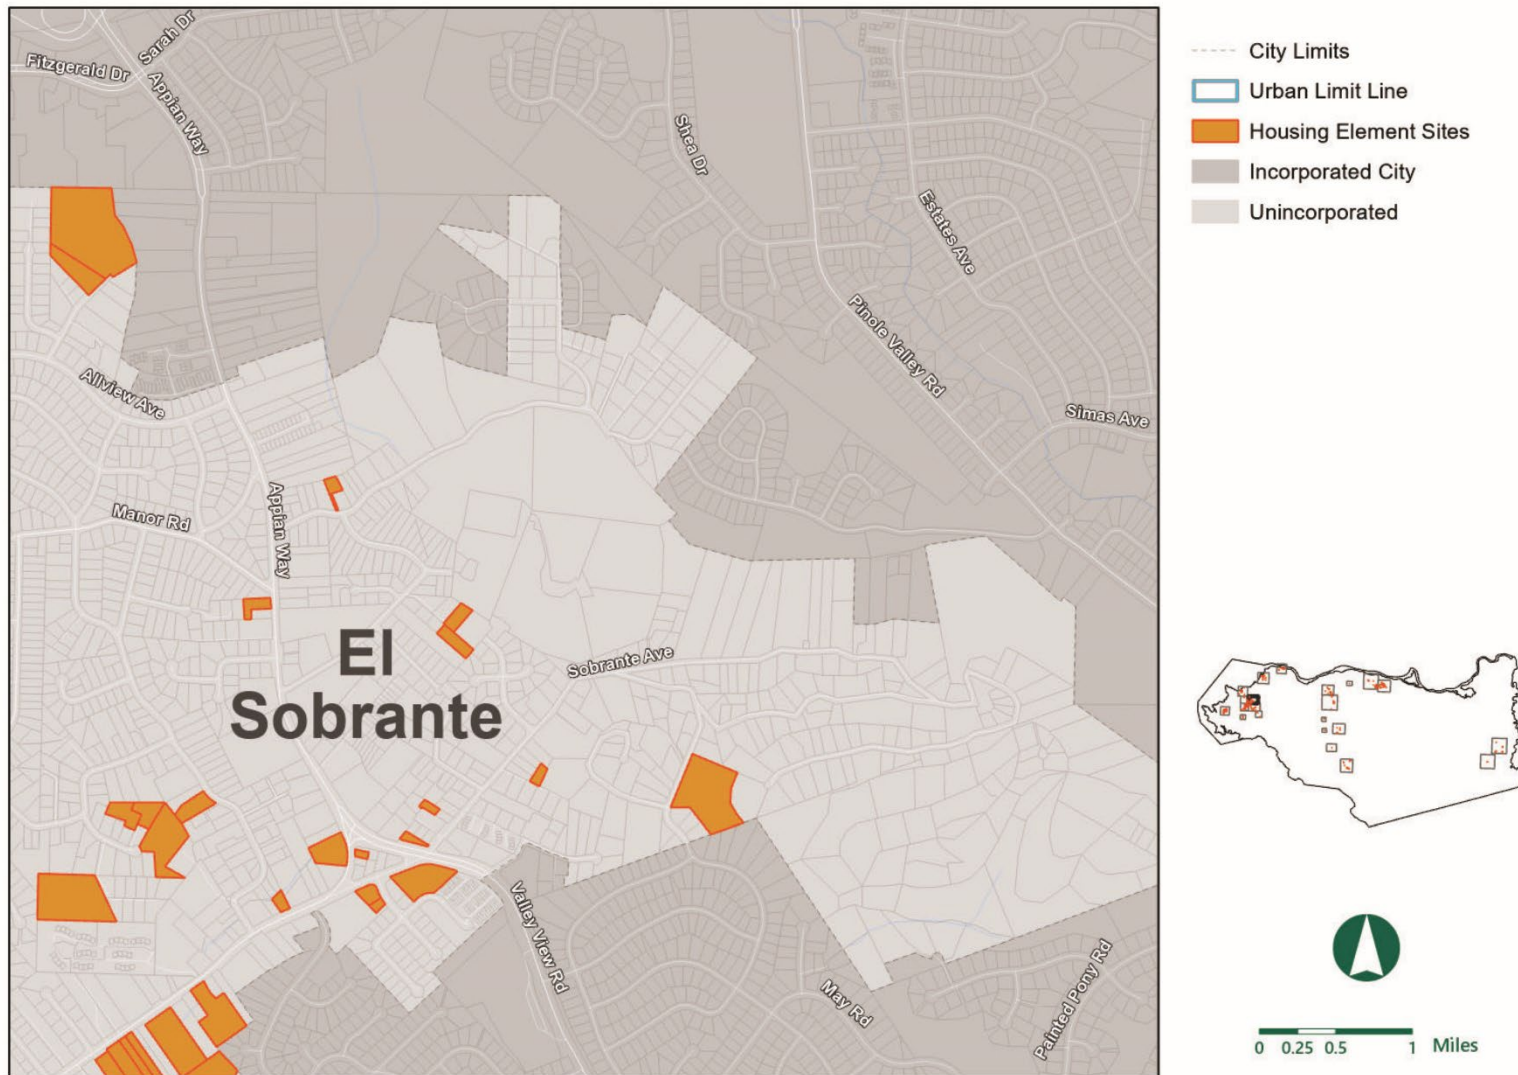 Sarah Dr
Fitzgerald Dr
Appian Way
Shea Dr
Estates Ave
Pinole Valley Rd
Simas Ave
Allview Ave
Manor Rd
Appian Way
El
Sobrante
Sobrante Ave
Valley View Rd
May Rd
Painted Pony Rd
City Limits
Urban Limit Line
Housing Element Sites
Incorporated City
Unincorporated
0 0.25 0.5 1 Miles